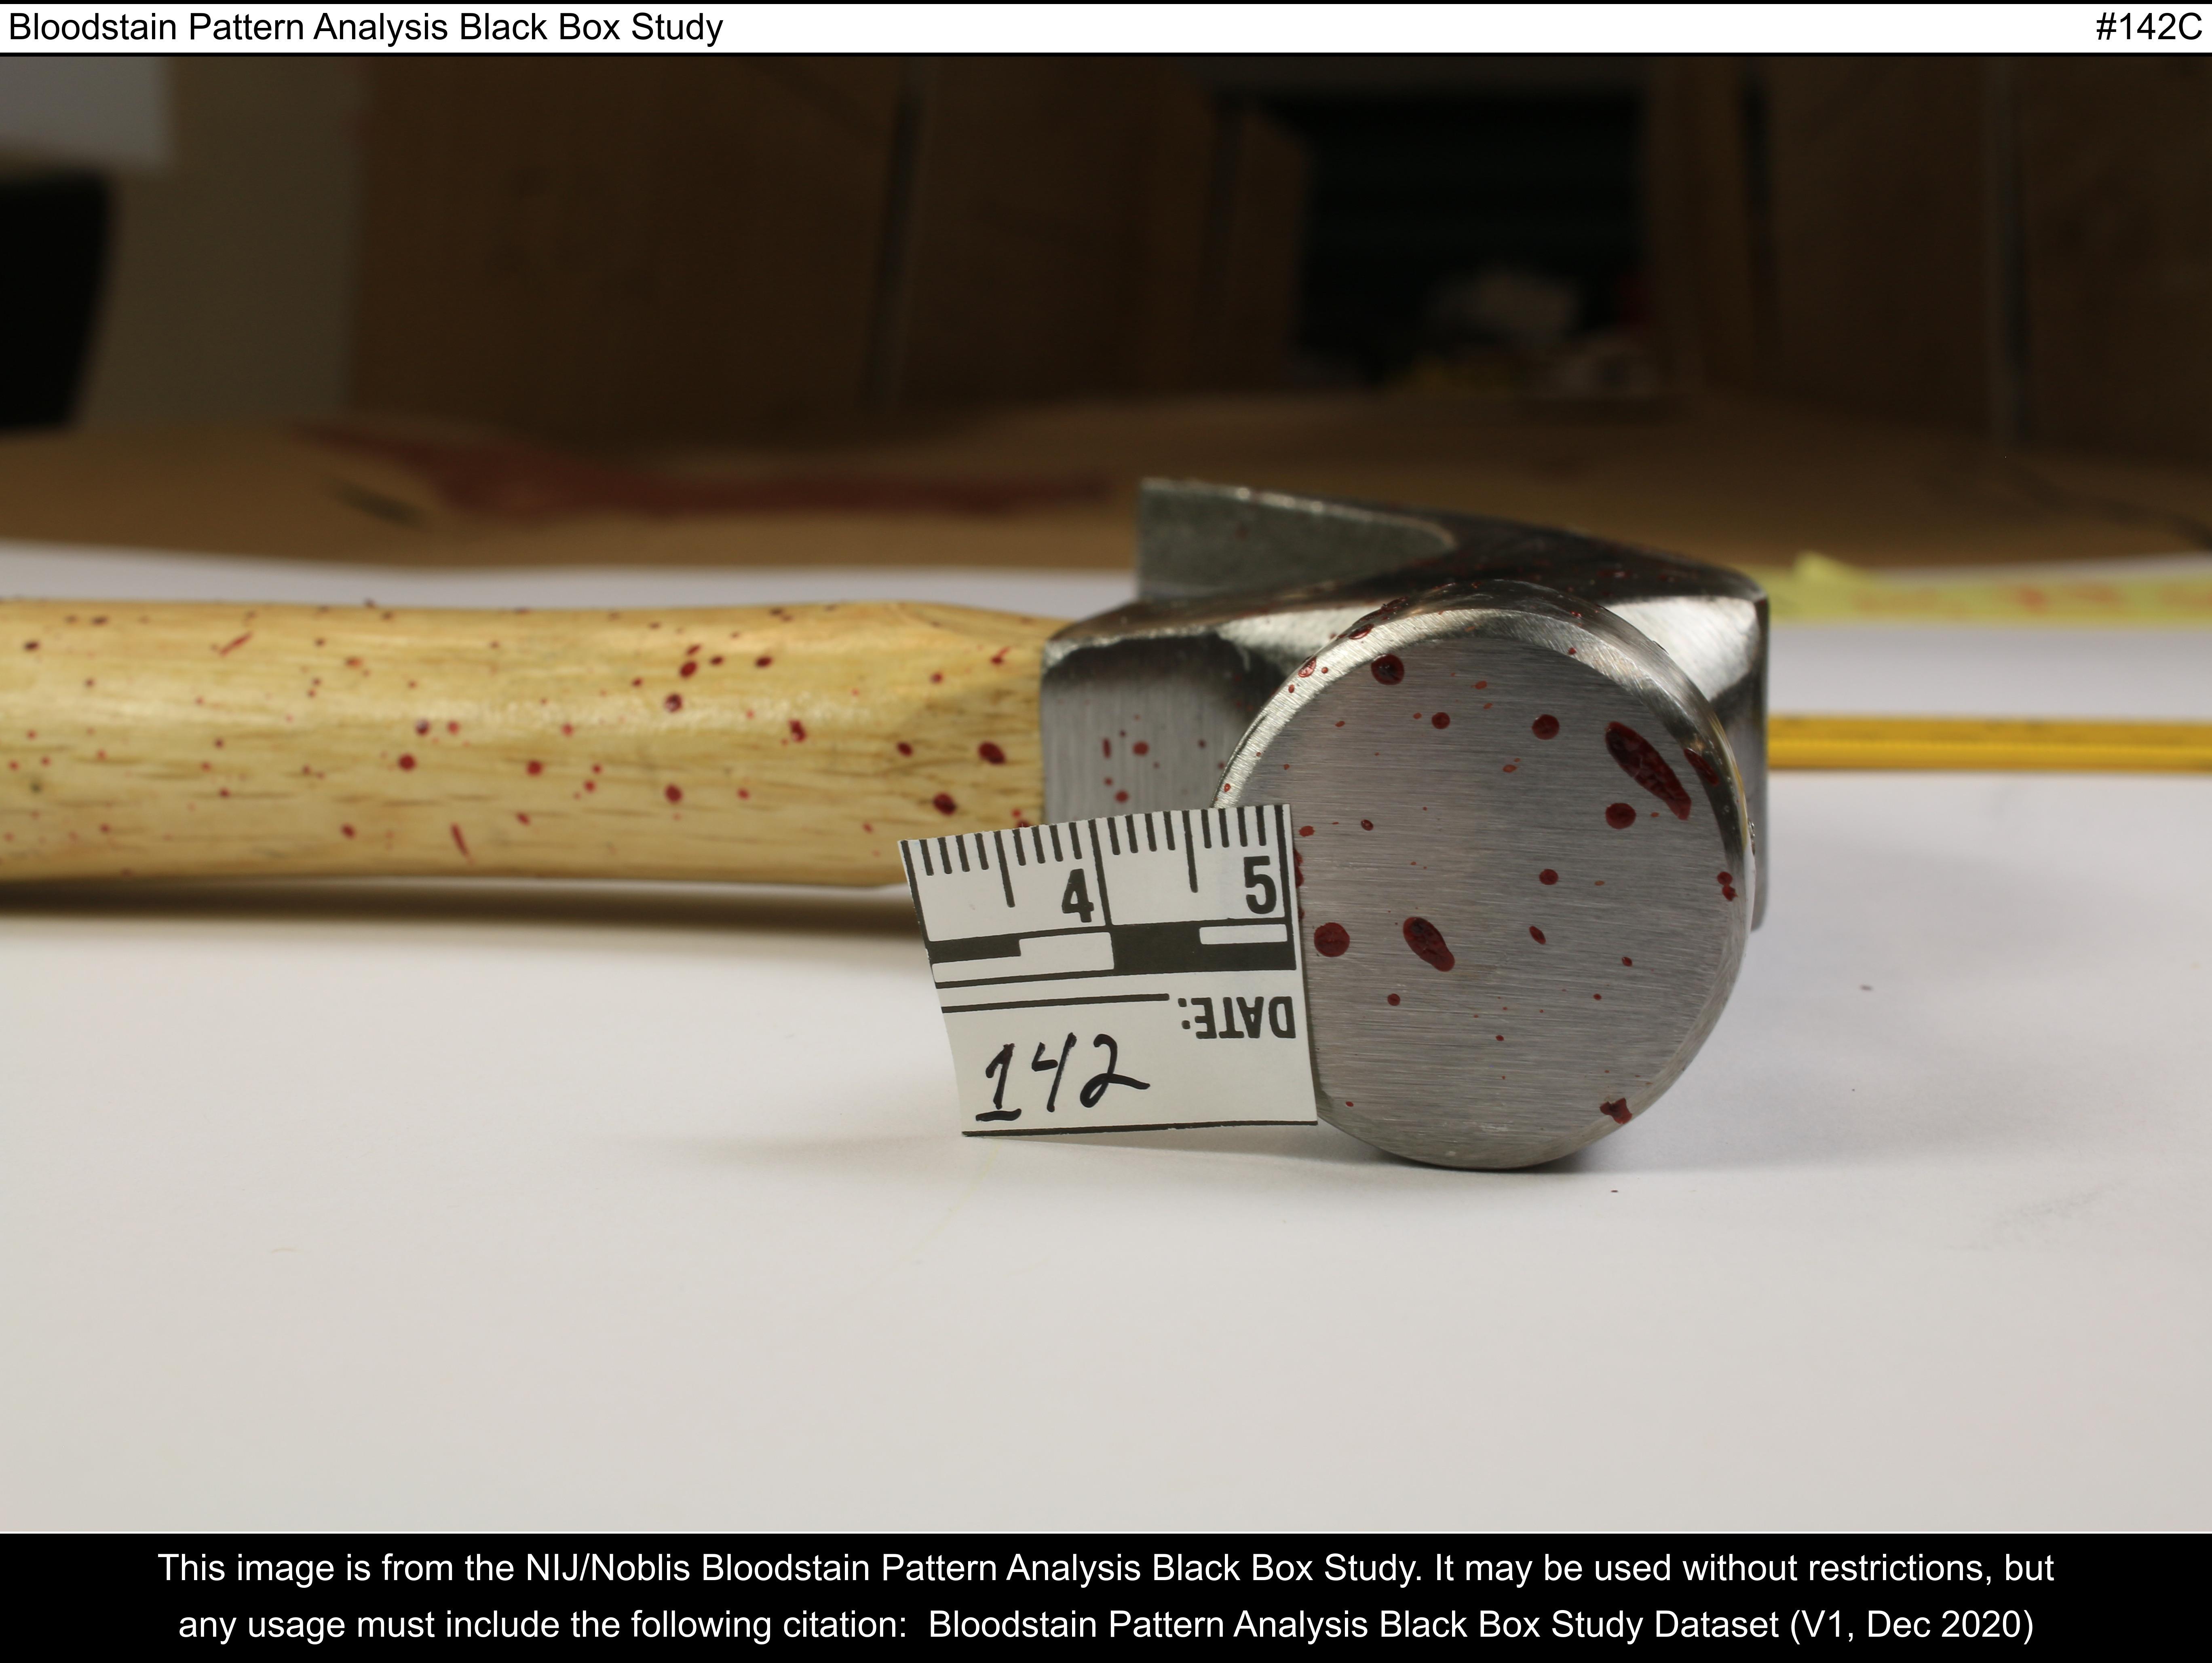 Bloodstain Pattern Analysis Black Box Study #142C
4 5
DATE:
142
This image is from the NIJ/Noblis Bloodstain Pattern Analysis Black Box Study. It may be used without restrictions, but
any usage must include the following citation:  Bloodstain Pattern Analysis Black Box Study Dataset (V1, Dec 2020)